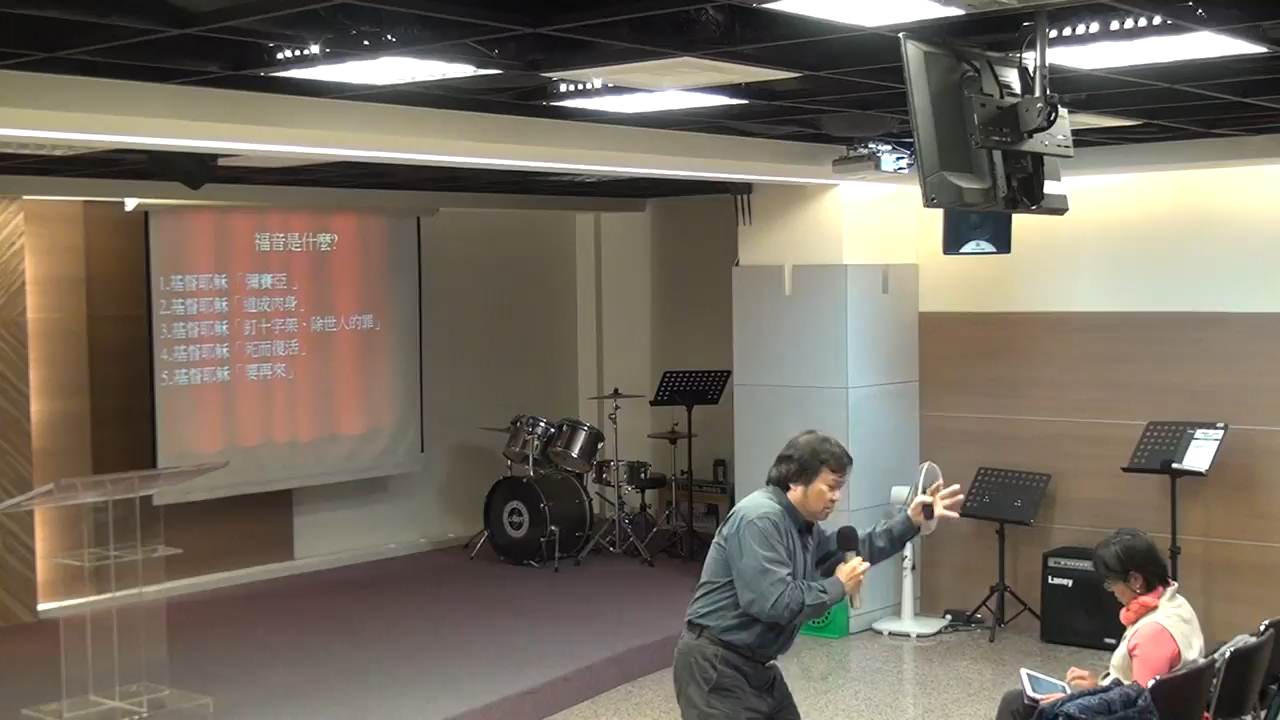 福音是什麼?
1.基督耶穌「彌賽亞」
2.基督耶穌「道成肉身」
3.基督耶穌「釘十字架、除世人的罪」
4.基督耶穌「死而復活」
5.基督耶穌「要再來」
Laney